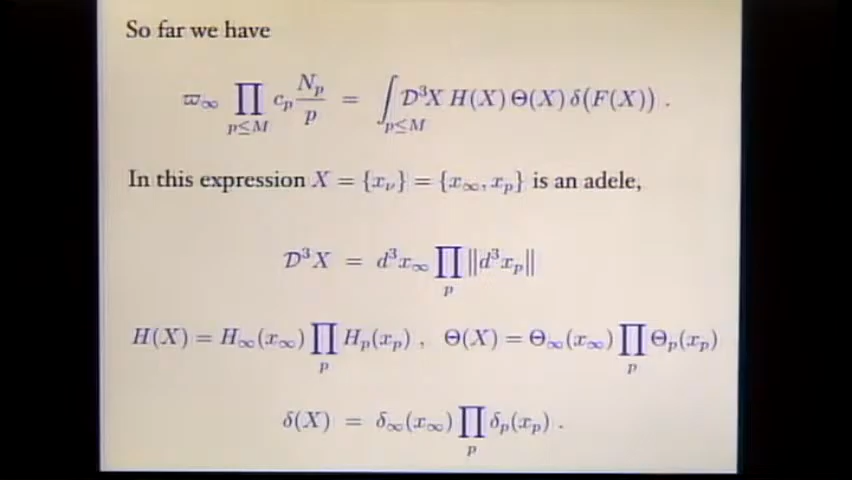 So far we have
ϖ∞ ∏_{p≤M} c_p N_p/p = ∫_{p≤M} 𝒟³X H(X) Θ(X) δ(F(X)) .
In this expression X = {x_ν} = {x_∞, x_p} is an adele,
𝒟³X = d³x_∞ ∏_p ||d³x_p||
H(X) = H_∞(x_∞) ∏_p H_p(x_p) , Θ(X) = Θ_∞(x_∞) ∏_p Θ_p(x_p)
δ(X) = δ_∞(x_∞) ∏_p δ_p(x_p) .